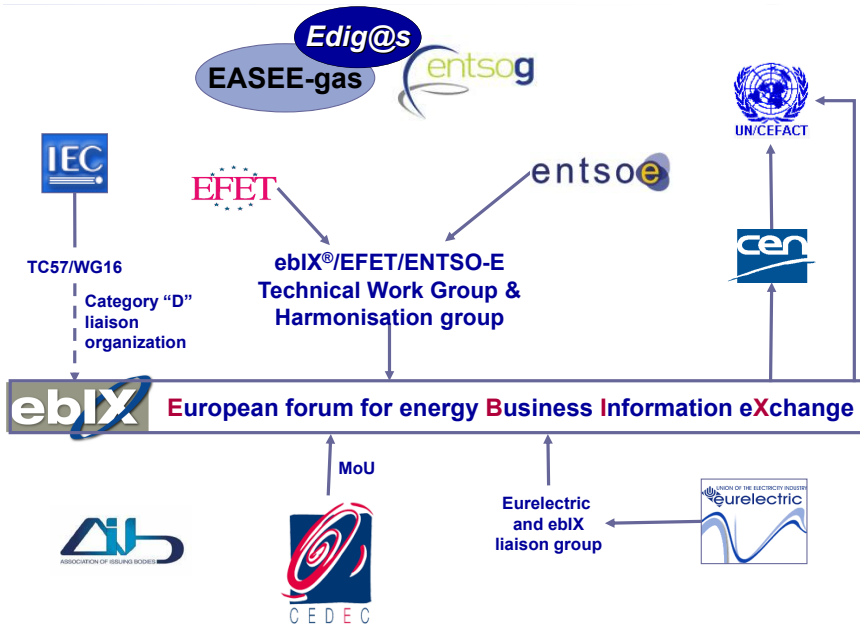 Edig@s
EASEE-gas
entsog
UN/CEFACT
IEC
EFET
entsoe
cen
TC57/WG16
ebIX®/EFET/ENTSO-E
Technical Work Group &
Harmonisation group
Category “D”
liaison
organization
ebIX
European forum for energy Business Information eXchange
MoU
Eurelectric
and ebIX
liaison group
UNION OF THE ELECTRICITY INDUSTRY
eurelectric
Aib
ASSOCIATION OF ISSUING BODIES
CEDEC